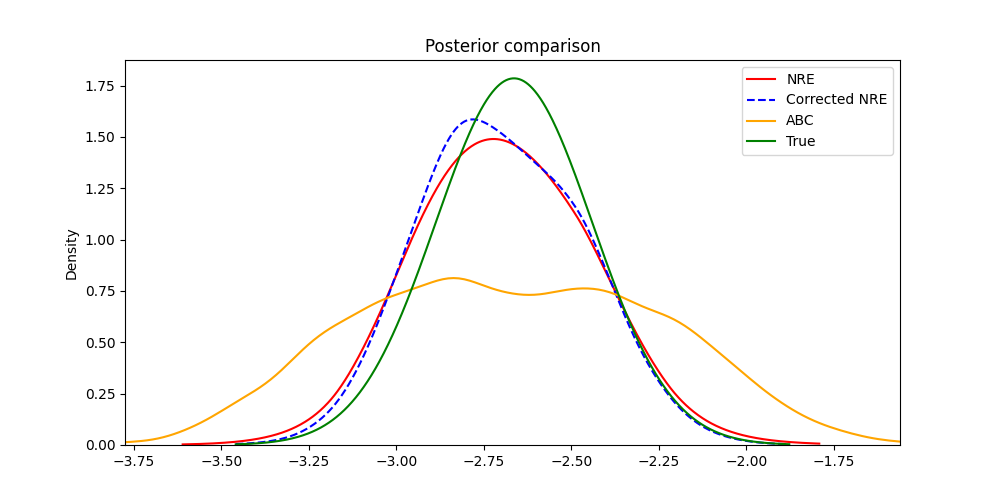 Posterior comparison
NRE
Corrected NRE
ABC
True
Density
1.75
1.50
1.25
1.00
0.75
0.50
0.25
0.00
−3.75 −3.50 −3.25 −3.00 −2.75 −2.50 −2.25 −2.00 −1.75